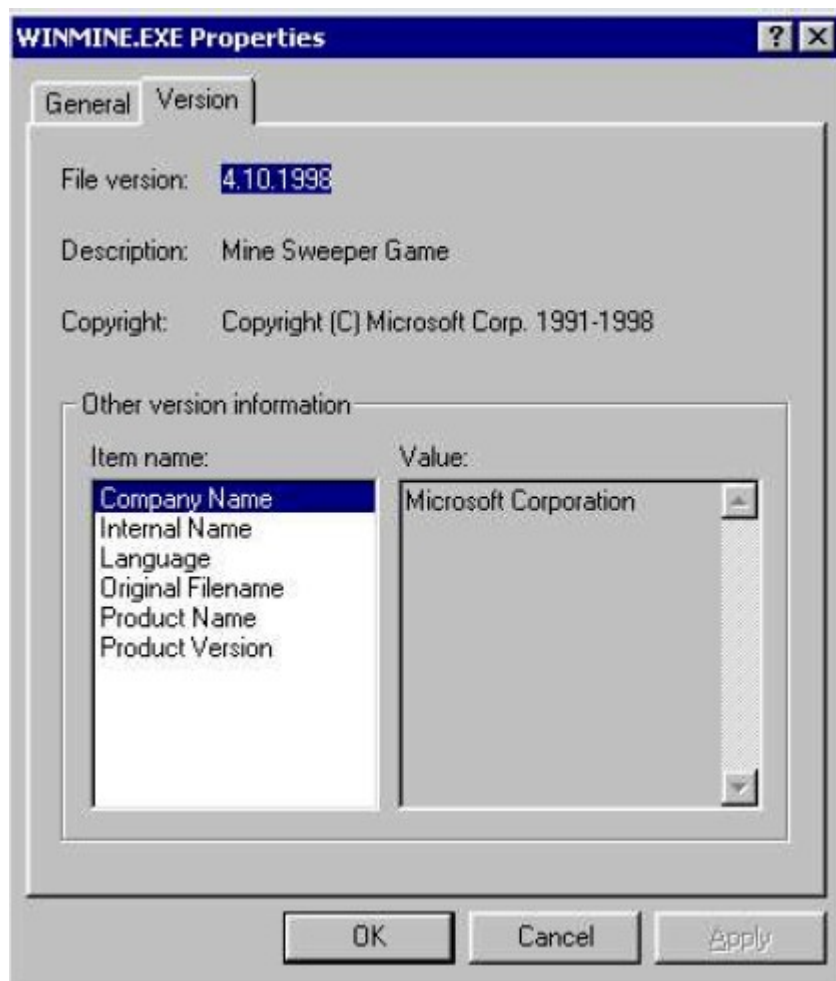 WINMINE.EXE Properties ? X
General Version
File version: 4.10.1998
Description: Mine Sweeper Game
Copyright: Copyright (C) Microsoft Corp. 1991-1998
Other version information
Item name: Value:
Company Name Microsoft Corporation
Internal Name
Language
Original Filename
Product Name
Product Version
OK Cancel Apply